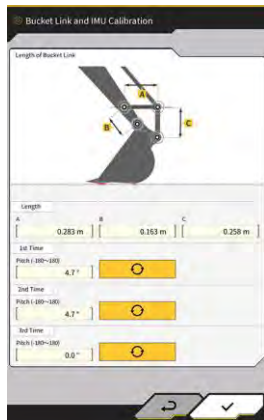 Bucket Link and IMU Calibration
Length of Bucket Link
A
B
C
Length
A B C
[ 0.283 m ] [ 0.163 m ] [ 0.258 m ]
1st Time
Pitch (-180~180)
[ 4.7 ° ]
2nd Time
Pitch (-180~180)
[ 4.7 ° ]
3rd Time
Pitch (-180~180)
[ 0.0 ° ]